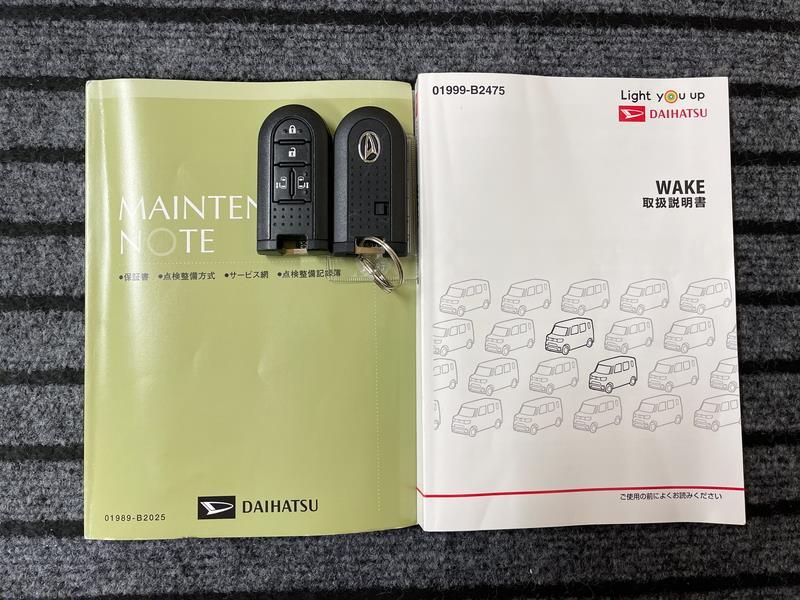 MAINTEN
NOTE
●保証書 ●点検整備方式 ●サービス網 ●点検整備記録簿
01989-B2025
DAIHATSU
01999-B2475
Light you up
DAIHATSU
WAKE
取扱説明書
ご使用の前によくお読みください